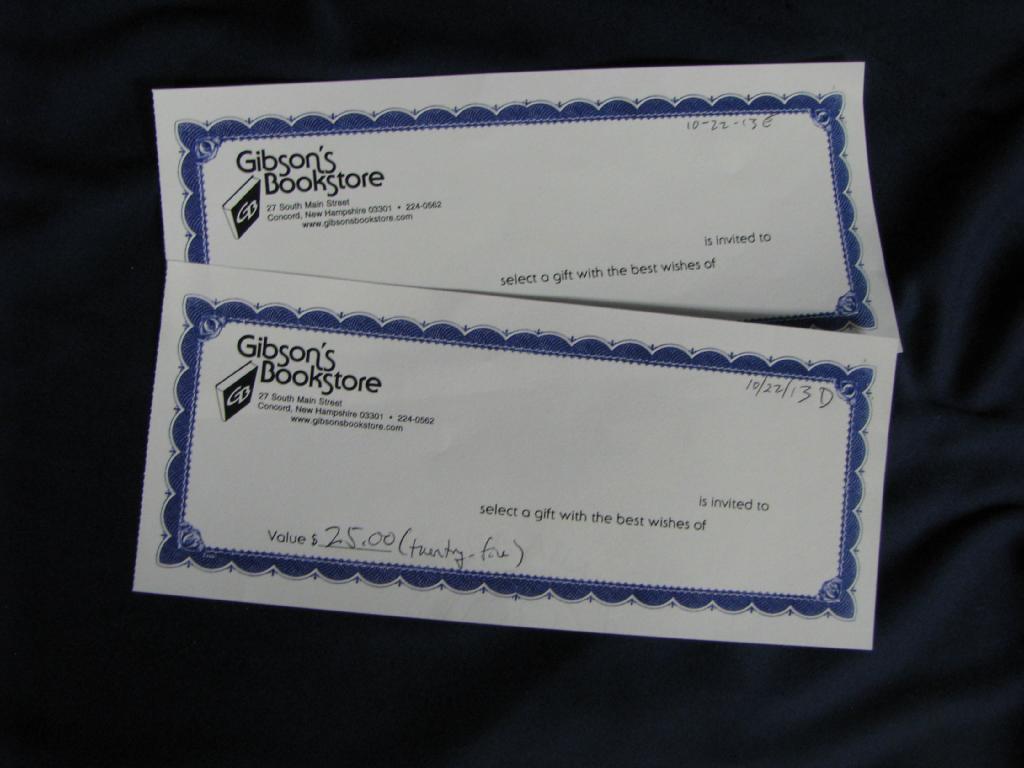 10-22-13 E
Gibson's
Bookstore
GB
27 South Main Street
Concord, New Hampshire 03301 • 224-0562
www.gibsonsbookstore.com
is invited to
select a gift with the best wishes of
10/22/13 D
Gibson's
Bookstore
GB
27 South Main Street
Concord, New Hampshire 03301 • 224-0562
www.gibsonsbookstore.com
is invited to
select a gift with the best wishes of
Value $ 25.00 (twenty-five)